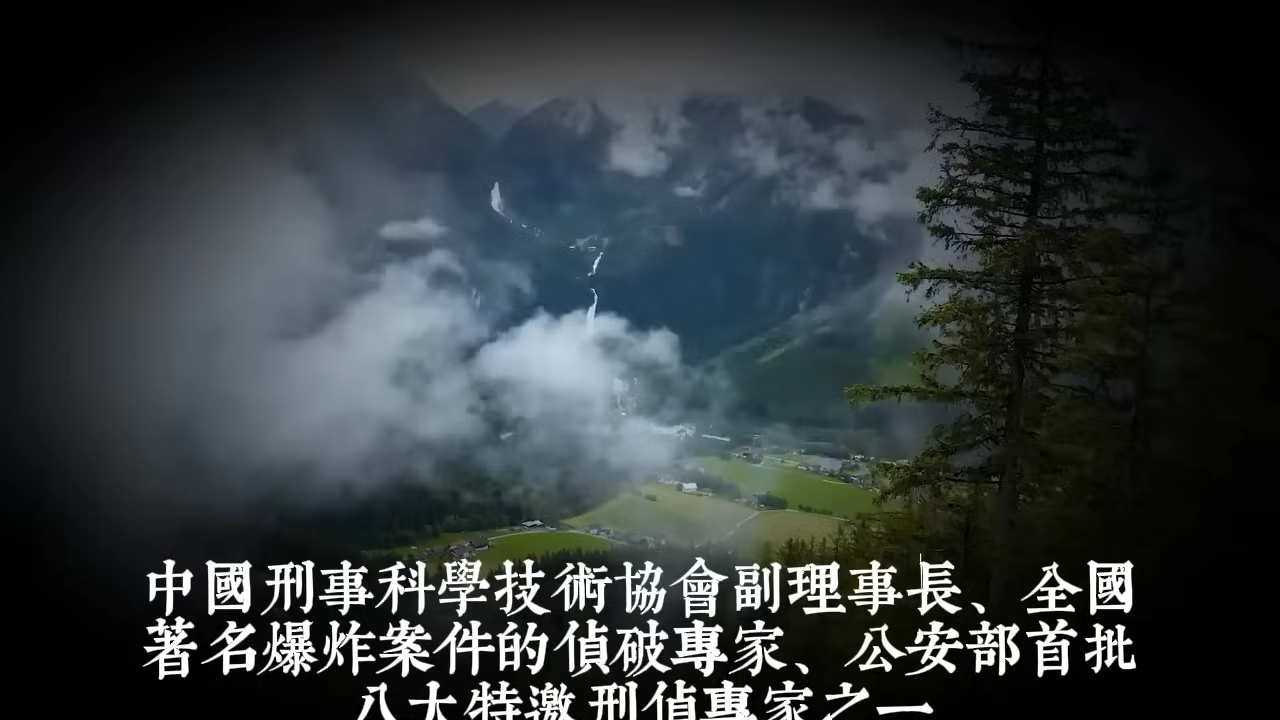 中國刑事科學技術協會副理事長、全國
著名爆炸案件的偵破專家、公安部首批
八大特邀刑偵專家之一